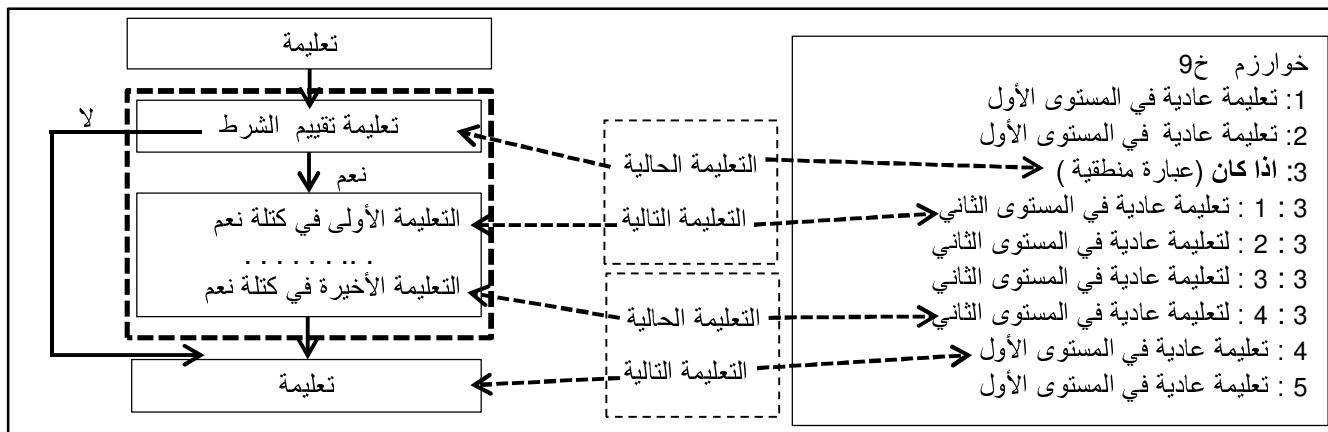 خوارزم خ9
1: تعليمة عادية في المستوى الأول
2: تعليمة عادية في المستوى الأول
3: اذا كان (عبارة منطقية )
3 : 1 : تعليمة عادية في المستوى الثاني
3 : 2 : لتعليمة عادية في المستوى الثاني
3 : 3 : لتعليمة عادية في المستوى الثاني
3 : 4 : لتعليمة عادية في المستوى الثاني
4 : تعليمة عادية في المستوى الأول
5 : تعليمة عادية في المستوى الأول
التعليمة الحالية
التعليمة التالية
التعليمة الحالية
التعليمة التالية
تعليمة
تعليمة تقييم الشرط
لا
نعم
التعليمة الأولى في كتلة نعم
. . . . . . .. .
التعليمة الأخيرة في كتلة نعم
تعليمة